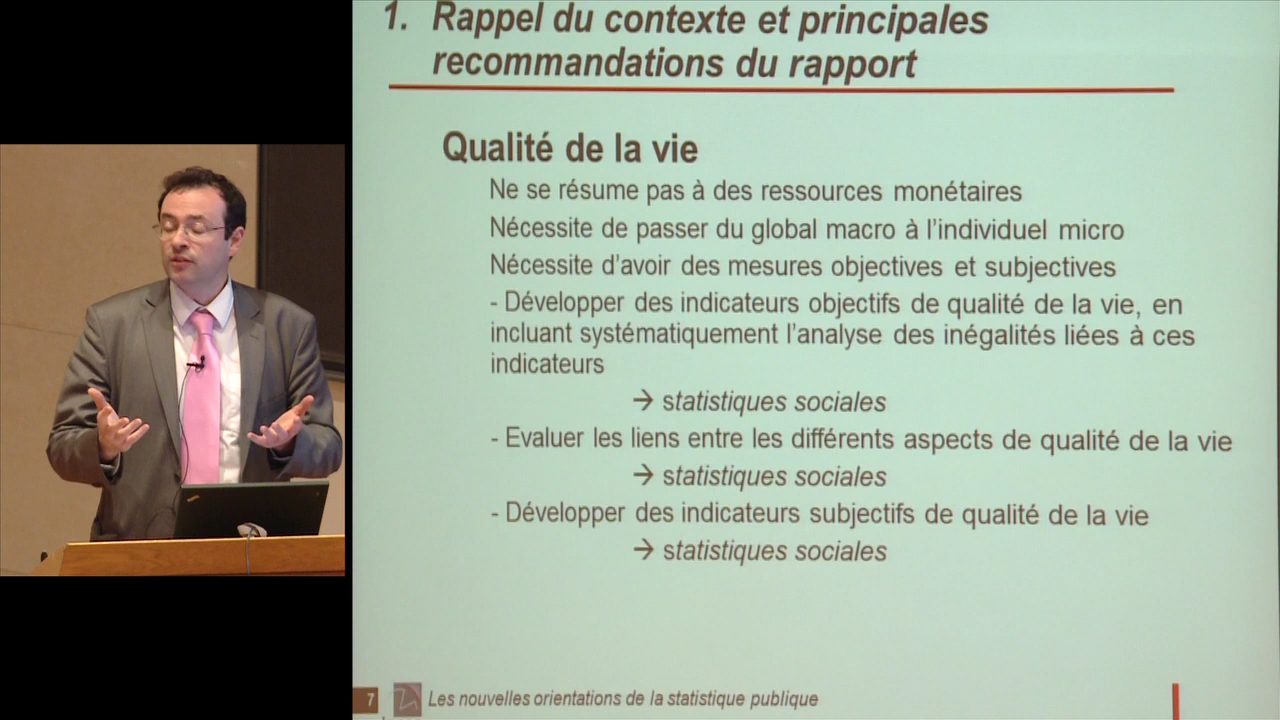 1. Rappel du contexte et principales
recommandations du rapport
Qualité de la vie
Ne se résume pas à des ressources monétaires
Nécessite de passer du global macro à l'individuel micro
Nécessite d'avoir des mesures objectives et subjectives
- Développer des indicateurs objectifs de qualité de la vie, en
incluant systématiquement l'analyse des inégalités liées à ces
indicateurs
→ statistiques sociales
- Evaluer les liens entre les différents aspects de qualité de la vie
→ statistiques sociales
- Développer des indicateurs subjectifs de qualité de la vie
→ statistiques sociales
7 Les nouvelles orientations de la statistique publique